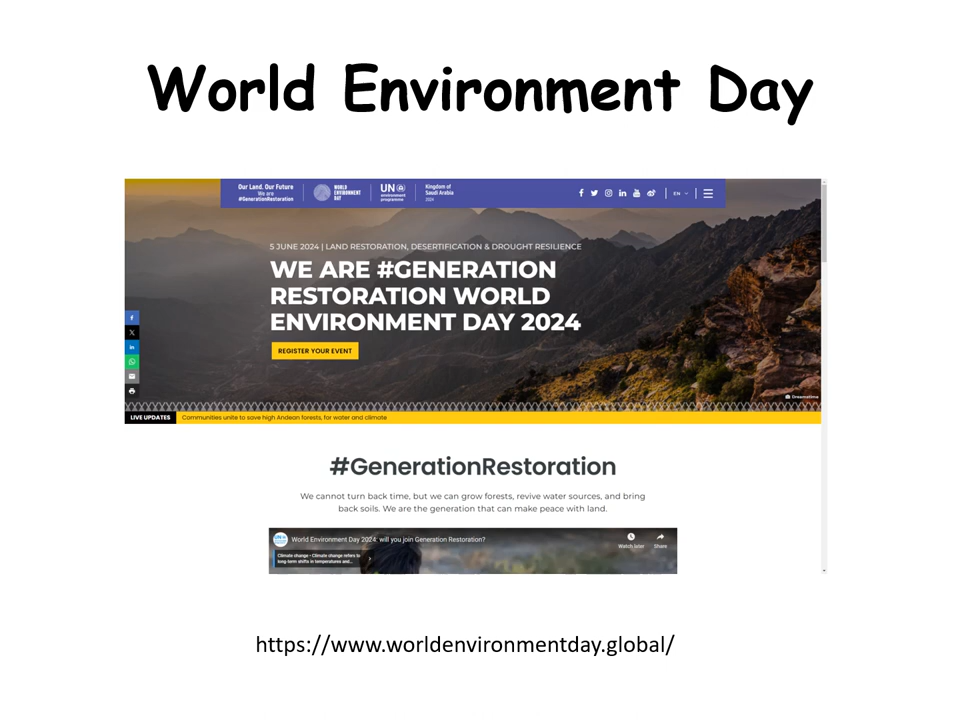 World Environment Day
Our Land. Our Future
We are
#GenerationRestoration
WORLD
ENVIRONMENT
DAY
UN
environment
programme
Kingdom of
Saudi Arabia
2024
EN
5 JUNE 2024 | LAND RESTORATION, DESERTIFICATION & DROUGHT RESILIENCE
WE ARE #GENERATION
RESTORATION WORLD
ENVIRONMENT DAY 2024
REGISTER YOUR EVENT
Dreamstime
LIVE UPDATES Communities unite to save high Andean forests, for water and climate
#GenerationRestoration
We cannot turn back time, but we can grow forests, revive water sources, and bring
back soils. We are the generation that can make peace with land.
World Environment Day 2024: will you join Generation Restoration?
Watch later Share
Climate change - Climate change refers to
long-term shifts in temperatures and...
https://www.worldenvironmentday.global/